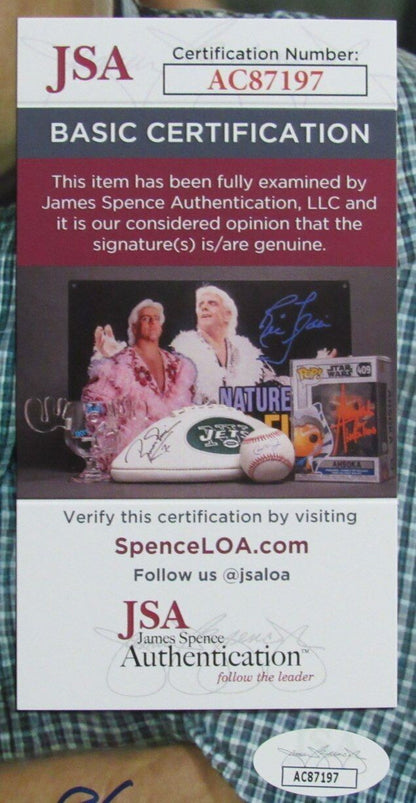 JSA
Certification Number:
AC87197
BASIC CERTIFICATION
This item has been fully examined by
James Spence Authentication, LLC and
it is our considered opinion that the
signature(s) is/are genuine.
NATURE
JETS
POP!
STAR WARS
409
AHSOKA
Verify this certification by visiting
SpenceLOA.com
Follow us @jsaloa
JSA
James Spence
Authentication™
follow the leader
AC87197